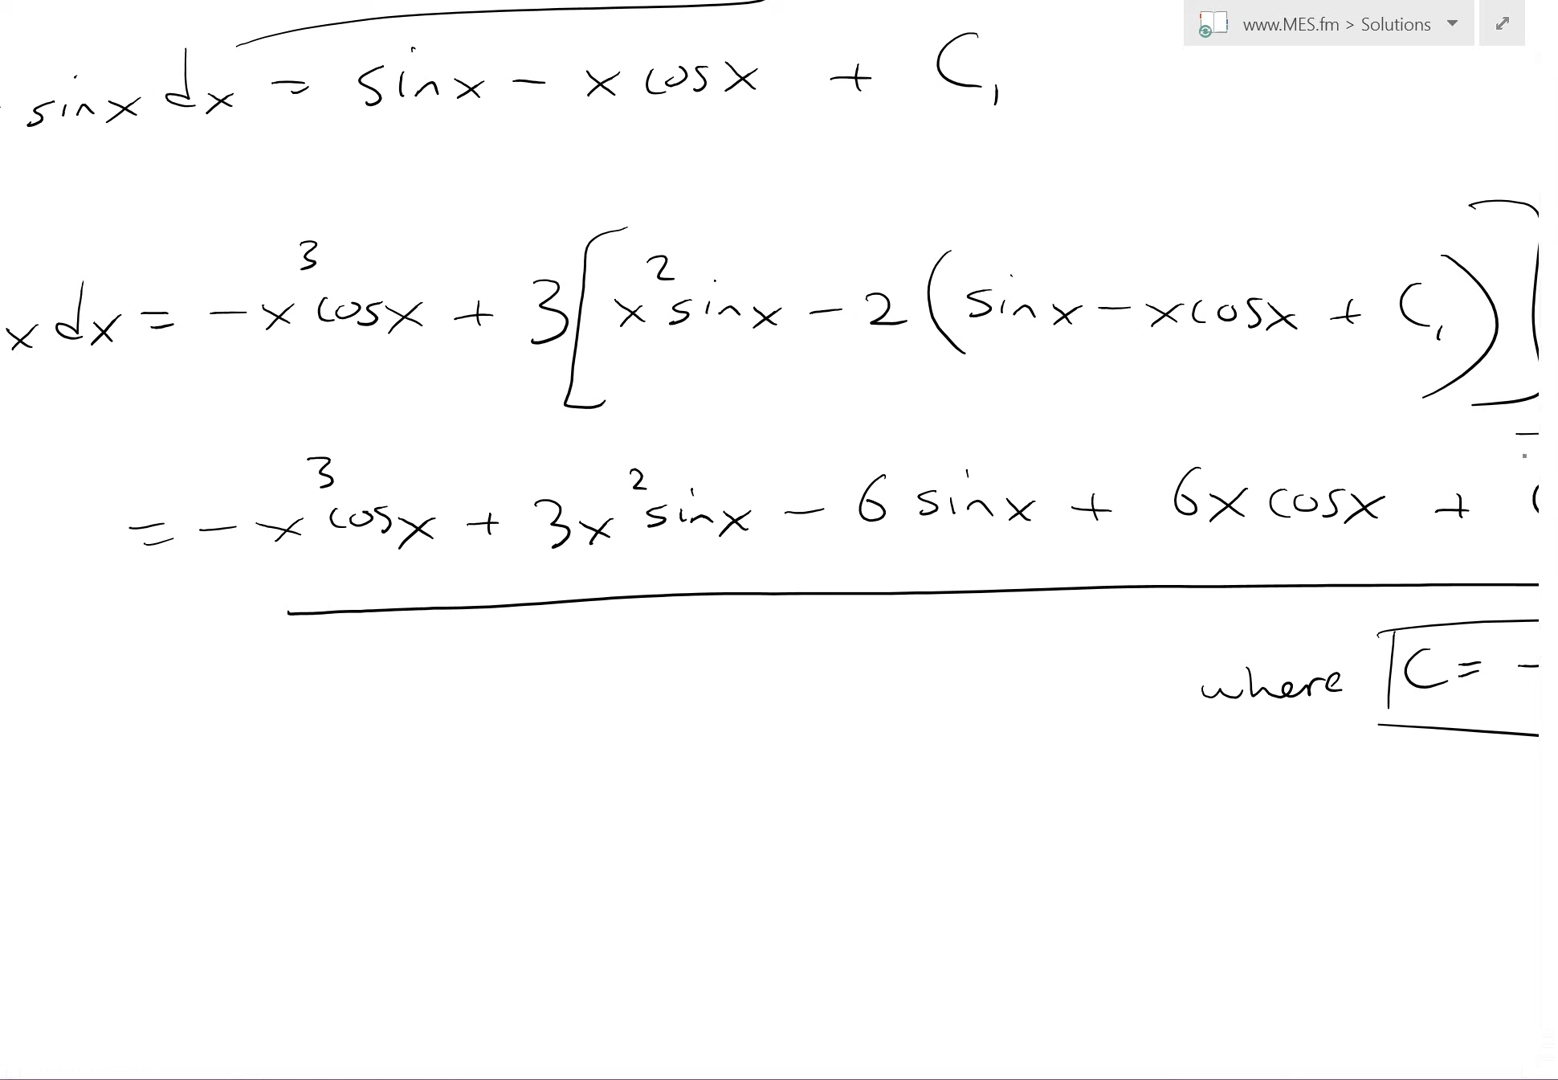 www.MES.fm > Solutions
sinx dx = sinx - x cosx + C₁
x dx = -x³cosx + 3[x²sinx - 2(sinx - xcosx + C₁)]
= -x³cosx + 3x²sinx - 6 sinx + 6x cosx +
where C = -